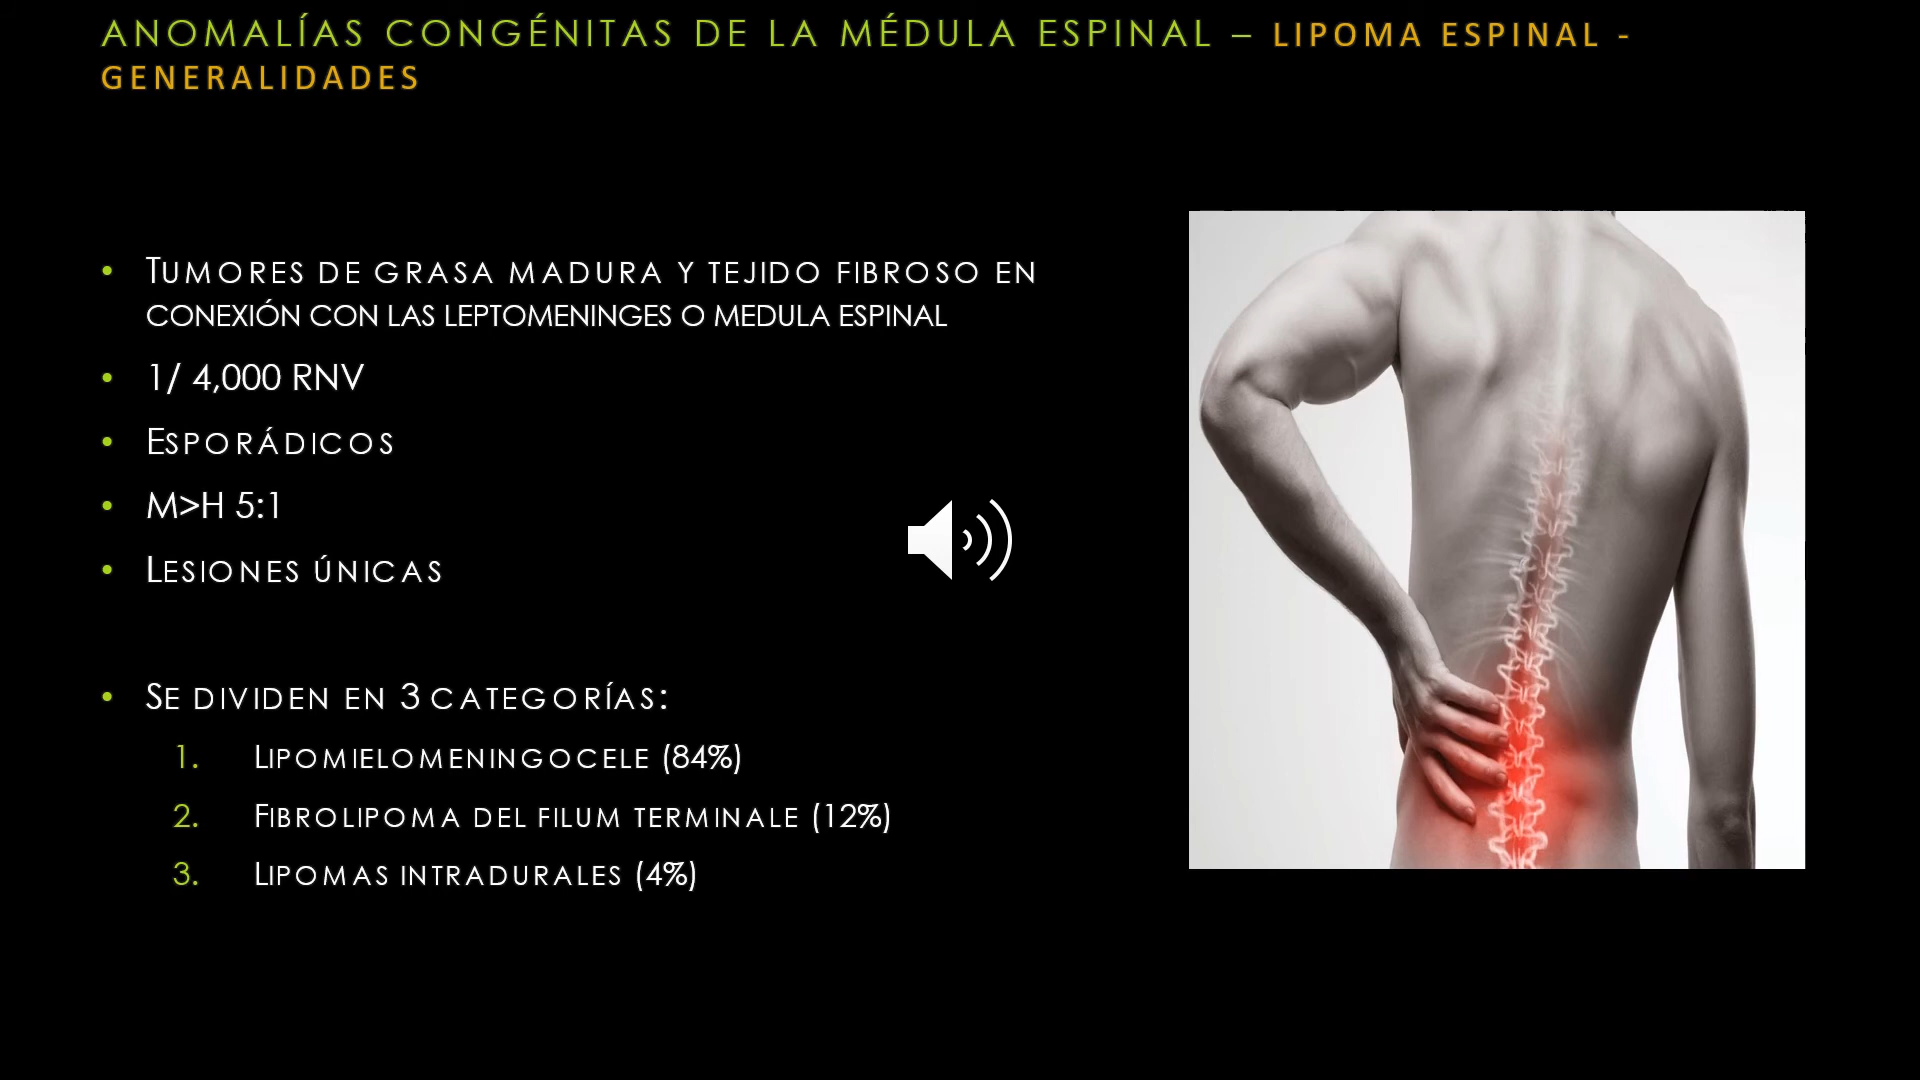 ANOMALÍAS CONGÉNITAS DE LA MÉDULA ESPINAL – LIPOMA ESPINAL -
GENERALIDADES
• TUMORES DE GRASA MADURA Y TEJIDO FIBROSO EN
CONEXIÓN CON LAS LEPTOMENINGES O MEDULA ESPINAL
• 1/ 4,000 RNV
• ESPORÁDICOS
• M>H 5:1
• LESIONES ÚNICAS
• SE DIVIDEN EN 3 CATEGORÍAS:
1. LIPOMIELOMENINGOCELE (84%)
2. FIBROLIPOMA DEL FILUM TERMINALE (12%)
3. LIPOMAS INTRADURALES (4%)